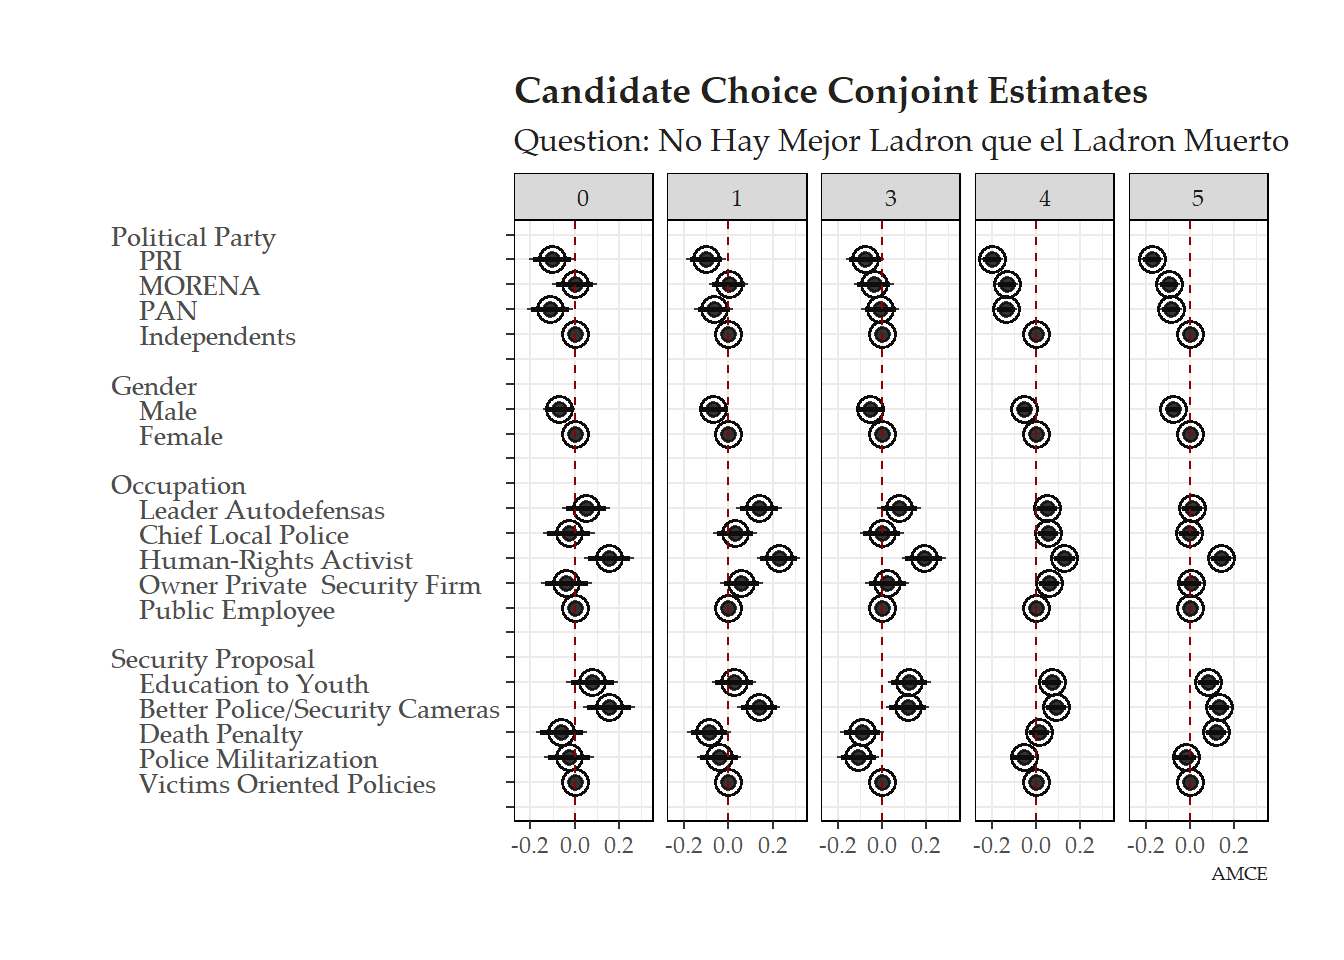 Candidate Choice Conjoint Estimates
Question: No Hay Mejor Ladron que el Ladron Muerto
0 1 3 4 5
Political Party
PRI
MORENA
PAN
Independents
Gender
Male
Female
Occupation
Leader Autodefensas
Chief Local Police
Human-Rights Activist
Owner Private  Security Firm
Public Employee
Security Proposal
Education to Youth
Better Police/Security Cameras
Death Penalty
Police Militarization
Victims Oriented Policies
-0.2 0.0 0.2 -0.2 0.0 0.2 -0.2 0.0 0.2 -0.2 0.0 0.2 -0.2 0.0 0.2
AMCE